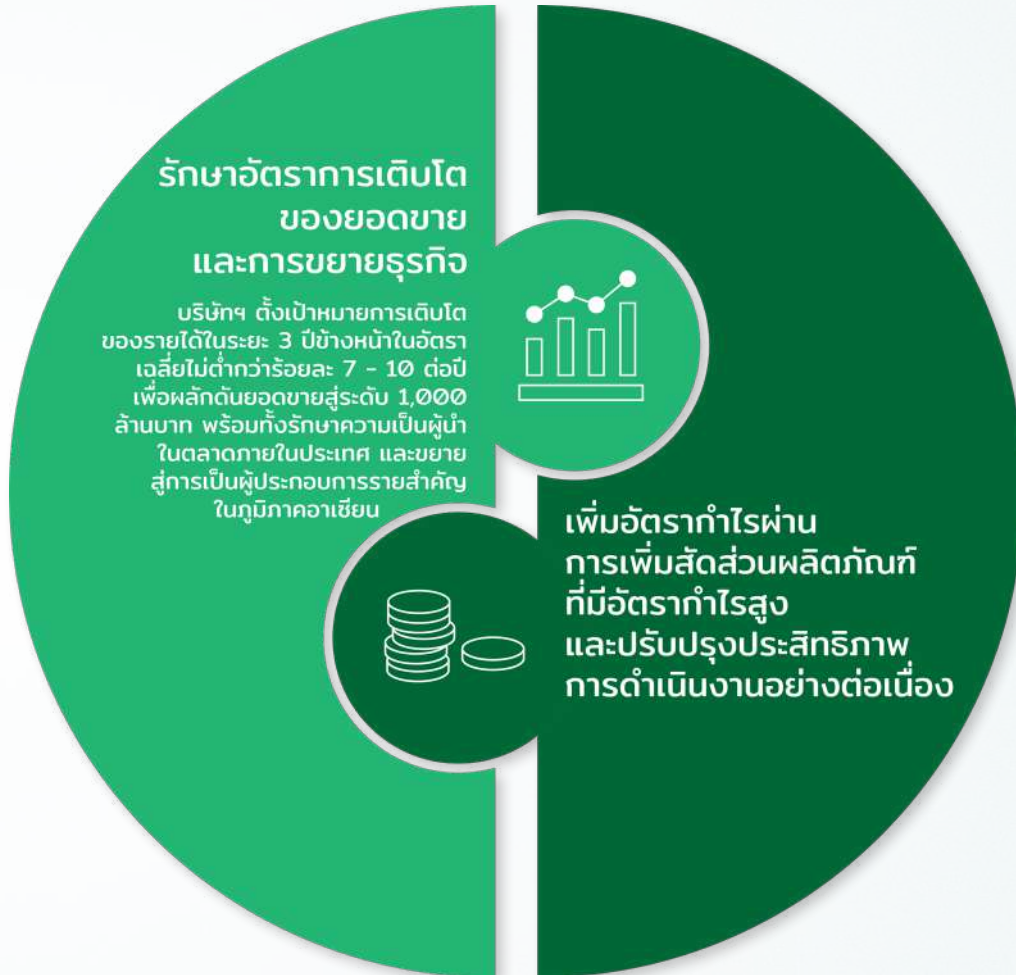 รักษาอัตราการเติบโต
ของยอดขาย
และการขยายธุรกิจ
บริษัทฯ ตั้งเป้าหมายการเติบโต
ของรายได้ในระยะ 3 ปีข้างหน้าในอัตรา
เฉลี่ยไม่ต่ำกว่าร้อยละ 7 - 10 ต่อปี
เพื่อผลักดันยอดขายสู่ระดับ 1,000
ล้านบาท พร้อมทั้งรักษาความเป็นผู้นำ
ในตลาดภายในประเทศ และขยาย
สู่การเป็นผู้ประกอบการรายสำคัญ
ในภูมิภาคอาเซียน
เพิ่มอัตรากำไรผ่าน
การเพิ่มสัดส่วนผลิตภัณฑ์
ที่มีอัตรากำไรสูง
และปรับปรุงประสิทธิภาพ
การดำเนินงานอย่างต่อเนื่อง